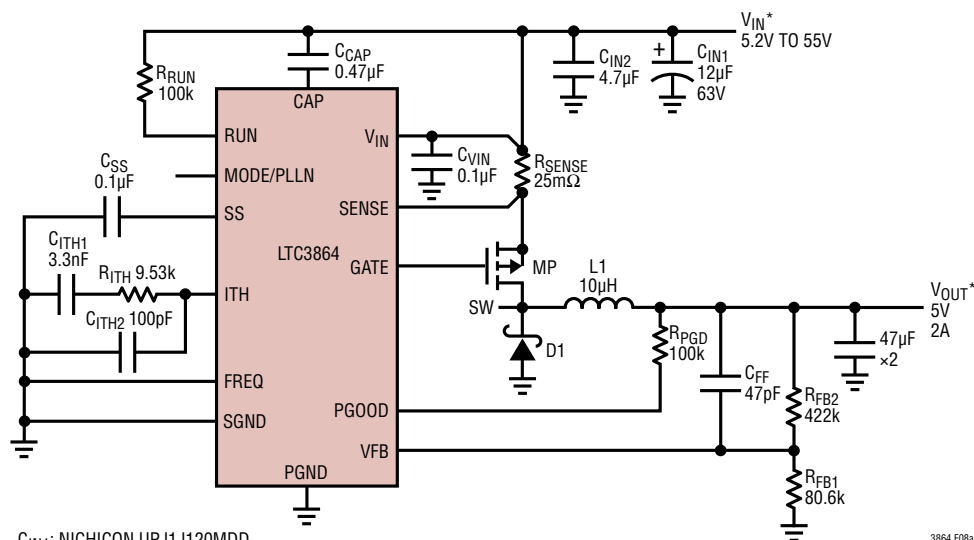 V_IN*
5.2V TO 55V
C_CAP
0.47µF
C_IN2
4.7µF
+
C_IN1
12µF
63V
R_RUN
100k
CAP
RUN
V_IN
C_VIN
0.1µF
R_SENSE
25mΩ
C_SS
0.1µF
MODE/PLLN
SS
SENSE
LTC3864
GATE
MP
C_ITH1
3.3nF
R_ITH 9.53k
ITH
C_ITH2 100pF
L1
10µH
SW
D1
R_PGD
100k
V_OUT*
5V
2A
47µF
×2
C_FF
47pF
R_FB2
422k
FREQ
PGOOD
SGND
VFB
PGND
R_FB1
80.6k
3864 F08a